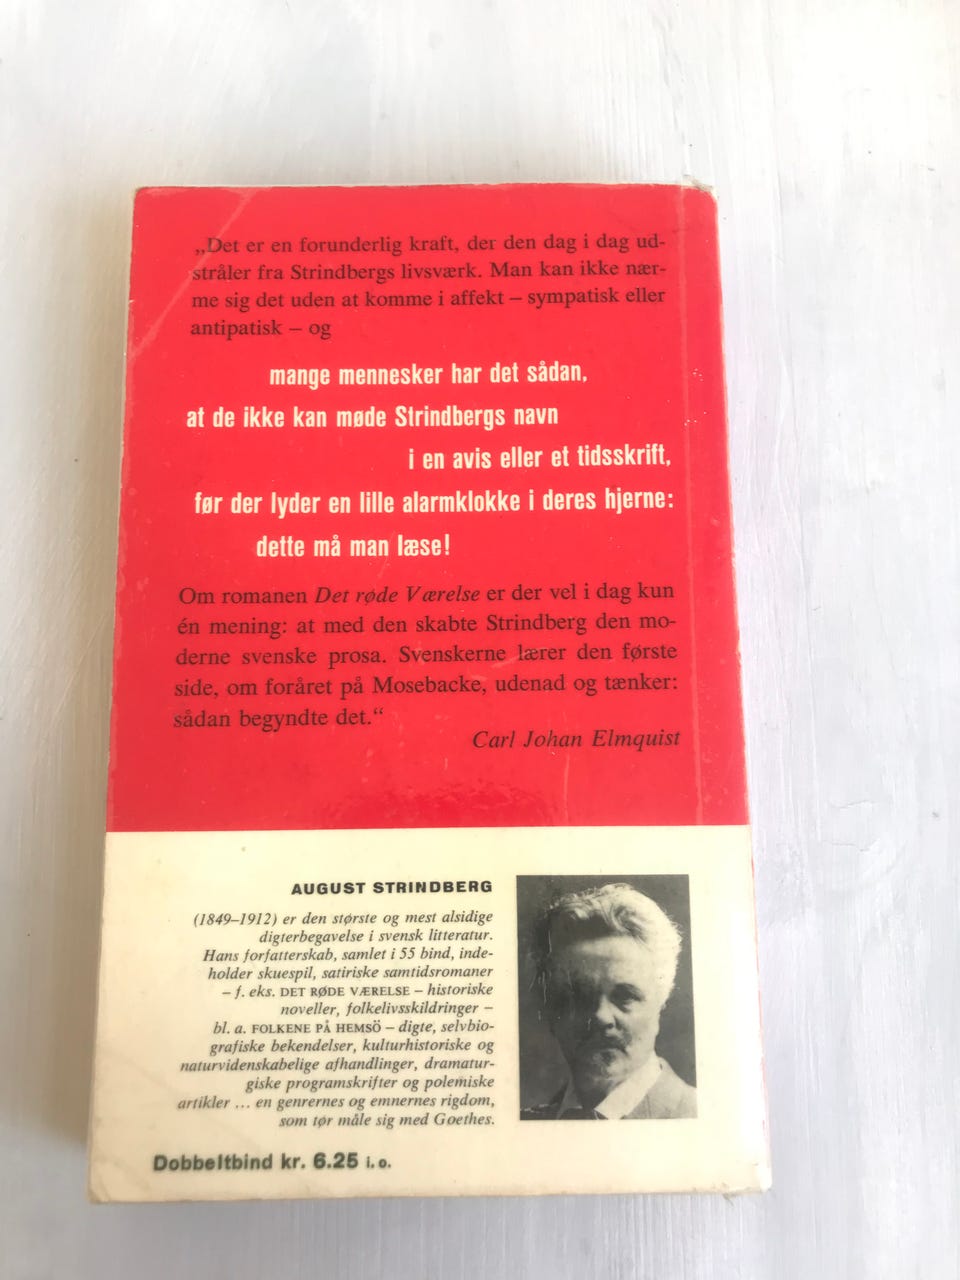 „Det er en forunderlig kraft, der den dag i dag ud-
stråler fra Strindbergs livsværk. Man kan ikke nær-
me sig det uden at komme i affekt – sympatisk eller
antipatisk – og
mange mennesker har det sådan,
at de ikke kan møde Strindbergs navn
i en avis eller et tidsskrift,
før der lyder en lille alarmklokke i deres hjerne:
dette må man læse!
Om romanen Det røde Værelse er der vel i dag kun
én mening: at med den skabte Strindberg den mo-
derne svenske prosa. Svenskerne lærer den første
side, om foråret på Mosebacke, udenad og tænker:
sådan begyndte det.“
Carl Johan Elmquist
AUGUST STRINDBERG
(1849–1912) er den største og mest alsidige
digterbegavelse i svensk litteratur.
Hans forfatterskab, samlet i 55 bind, inde-
holder skuespil, satiriske samtidsromaner
– f. eks. DET RØDE VÆRELSE – historiske
noveller, folkelivsskildringer –
bl. a. FOLKENE PÅ HEMSÖ – digte, selvbio-
grafiske bekendelser, kulturhistoriske og
naturvidenskabelige afhandlinger, dramatur-
giske programskrifter og polemiske
artikler ... en genrernes og emnernes rigdom,
som tør måle sig med Goethes.
Dobbeltbind kr. 6.25 i. o.